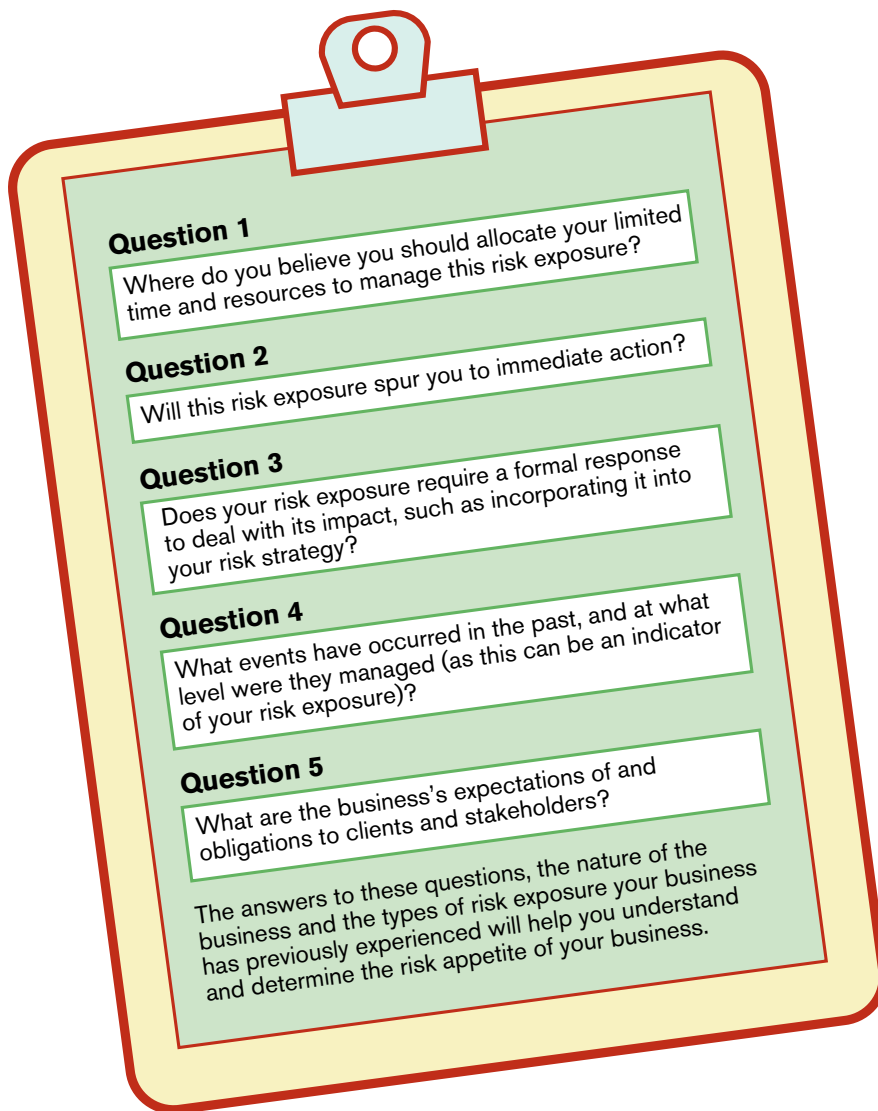 Question 1
Where do you believe you should allocate your limited
time and resources to manage this risk exposure?
Question 2
Will this risk exposure spur you to immediate action?
Question 3
Does your risk exposure require a formal response
to deal with its impact, such as incorporating it into
your risk strategy?
Question 4
What events have occurred in the past, and at what
level were they managed (as this can be an indicator
of your risk exposure)?
Question 5
What are the business’s expectations of and
obligations to clients and stakeholders?
The answers to these questions, the nature of the
business and the types of risk exposure your business
has previously experienced will help you understand
and determine the risk appetite of your business.